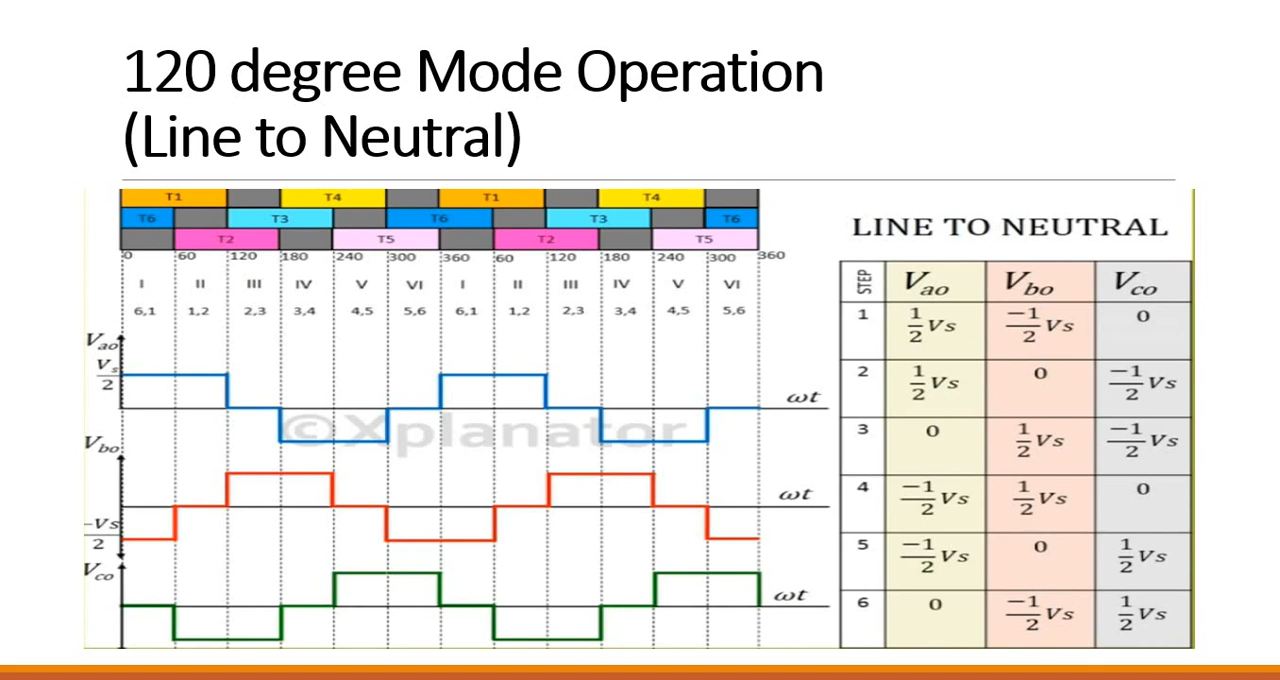 120 degree Mode Operation
(Line to Neutral)
T1 T4 T1 T4
T6 T3 T6 T3 T6
T2 T5 T2 T5
0 60 120 180 240 300 360 60 120 180 240 300 360
I II III IV V VI I II III IV V VI
6,1 1,2 2,3 3,4 4,5 5,6 6,1 1,2 2,3 3,4 4,5 5,6
Vao
Vs/2
ωt
©Xplanator
Vbo
ωt
-Vs/2
Vco
ωt
LINE TO NEUTRAL
STEP Vao Vbo Vco
1 1/2 Vs -1/2 Vs 0
2 1/2 Vs 0 -1/2 Vs
3 0 1/2 Vs -1/2 Vs
4 -1/2 Vs 1/2 Vs 0
5 -1/2 Vs 0 1/2 Vs
6 0 -1/2 Vs 1/2 Vs